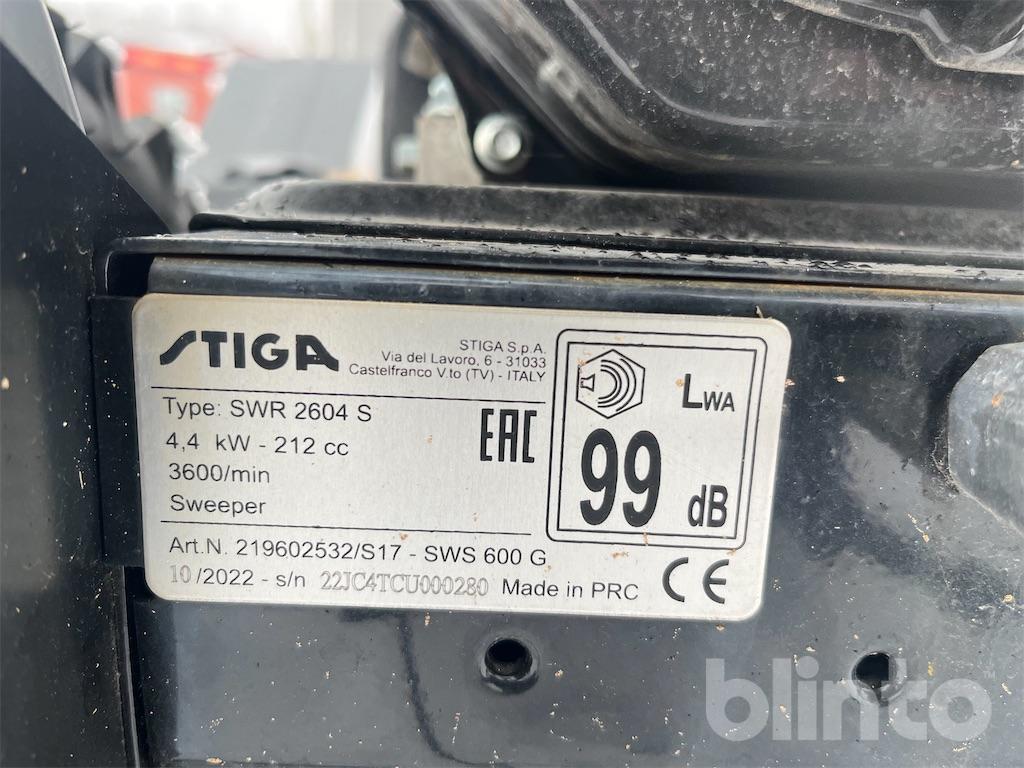 STIGA
STIGA S.p.A.
Via del Lavoro, 6 - 31033
Castelfranco V.to (TV) - ITALY
Type: SWR 2604 S
4,4 kW - 212 cc
3600/min
Sweeper
EAC
LWA
99 dB
Art.N. 219602532/S17 - SWS 600 G
10/2022 - s/n 22JC4TCU000280 Made in PRC CE
blinto™